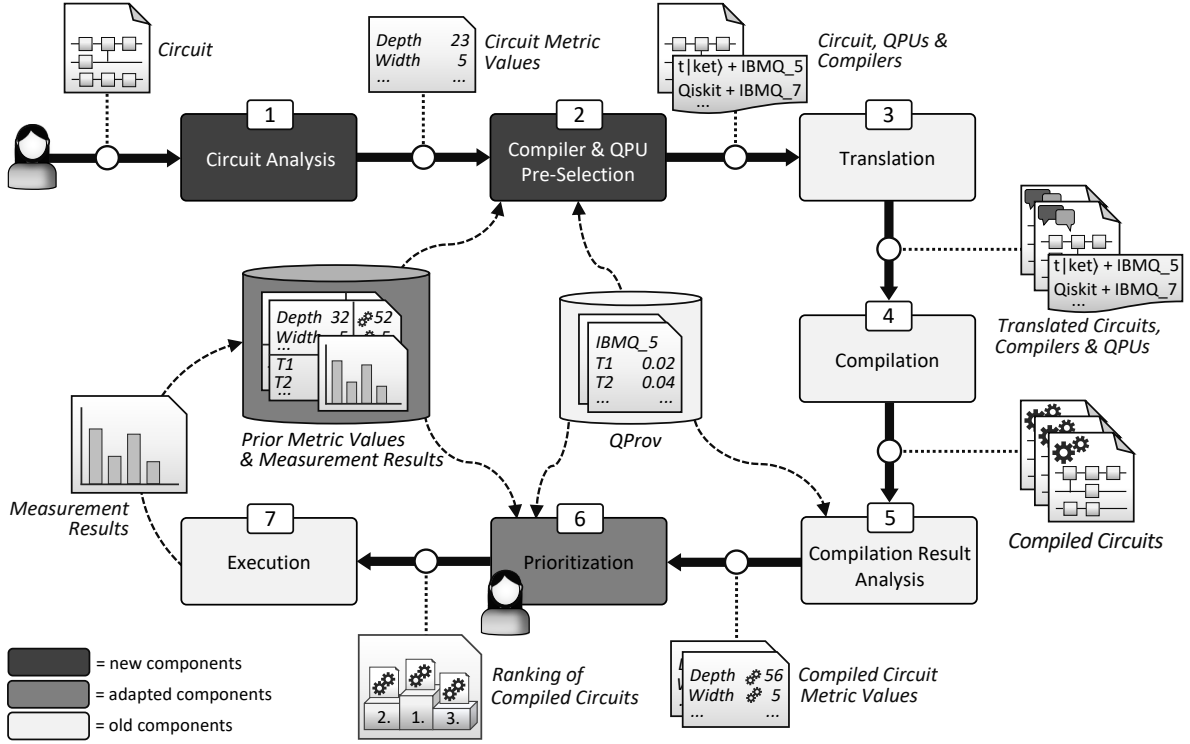 Circuit
Depth 23
Width 5
... ...
Circuit Metric
Values
Circuit, QPUs &
Compilers
t|ket⟩ + IBMQ_5
Qiskit + IBMQ_7
...
1
Circuit Analysis
2
Compiler & QPU
Pre-Selection
3
Translation
t|ket⟩ + IBMQ_5
Qiskit + IBMQ_7
...
Translated Circuits,
Compilers & QPUs
Depth 32 52
Width 5 5
...
T1
T2
...
Prior Metric Values
& Measurement Results
IBMQ_5
T1 0.02
T2 0.04
... ...
QProv
4
Compilation
Compiled Circuits
Measurement
Results
7
Execution
6
Prioritization
5
Compilation Result
Analysis
Ranking of
Compiled Circuits
2. 1. 3.
Depth 56
Width 5
... ...
Compiled Circuit
Metric Values
= new components
= adapted components
= old components